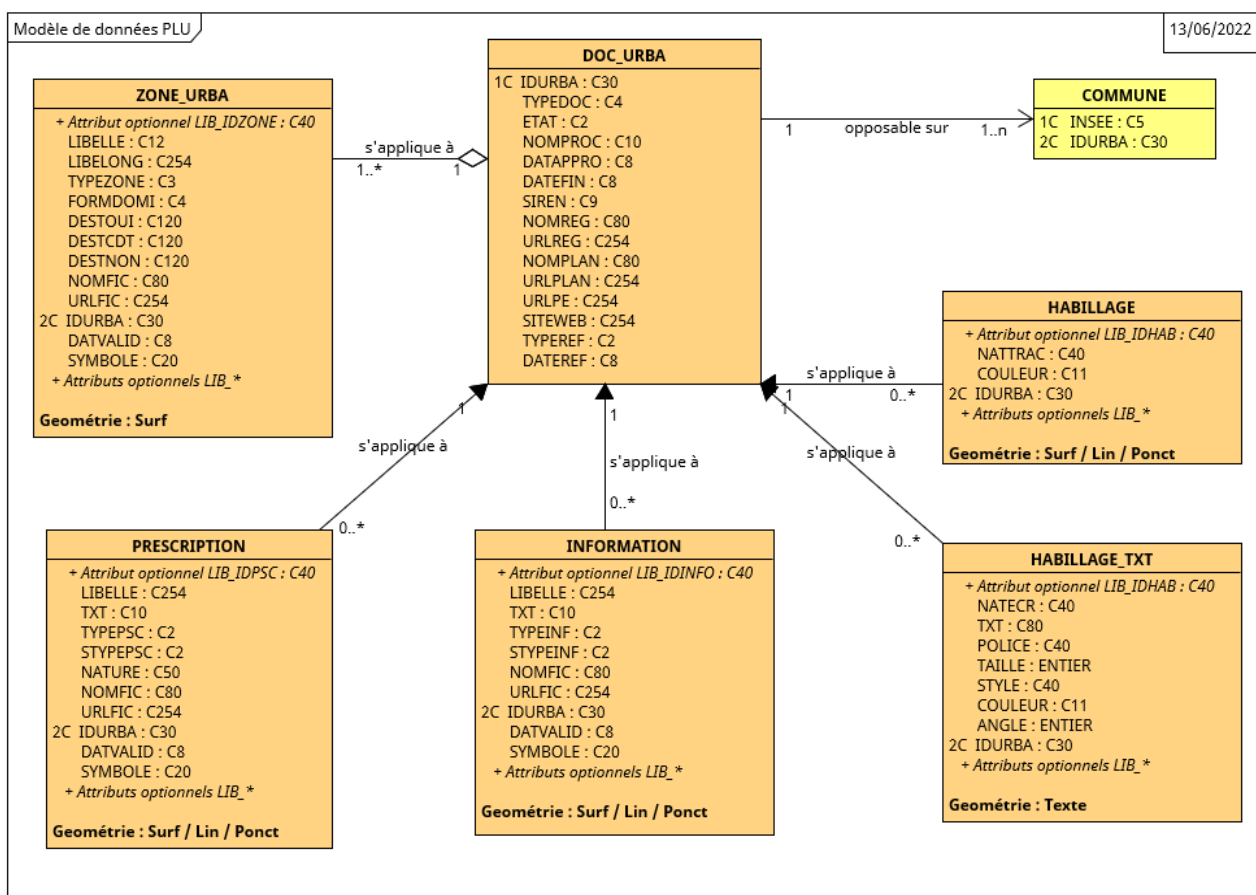 Modèle de données PLU
13/06/2022
DOC_URBA
1C IDURBA : C30
TYPEDOC : C4
ETAT : C2
NOMPROC : C10
DATAPPRO : C8
DATEFIN : C8
SIREN : C9
NOMREG : C80
URLREG : C254
NOMPLAN : C80
URLPLAN : C254
URLPE : C254
SITEWEB : C254
TYPEREF : C2
DATEREF : C8
ZONE_URBA
+ Attribut optionnel LIB_IDZONE : C40
LIBELLE : C12
LIBELONG : C254
TYPEZONE : C3
FORMDOMI : C4
DESTOUI : C120
DESTCDT : C120
DESTNON : C120
NOMFIC : C80
URLFIC : C254
2C IDURBA : C30
DATVALID : C8
SYMBOLE : C20
+ Attributs optionnels LIB_*
Geométrie : Surf
s'applique à
1..*
1
COMMUNE
1C INSEE : C5
2C IDURBA : C30
1
opposable sur
1..n
HABILLAGE
+ Attribut optionnel LIB_IDHAB : C40
NATTRAC : C40
COULEUR : C11
2C IDURBA : C30
+ Attributs optionnels LIB_*
Geométrie : Surf / Lin / Ponct
s'applique à
1
0..*
1
s'applique à
0..*
1
s'applique à
0..*
1
s'applique à
0..*
PRESCRIPTION
+ Attribut optionnel LIB_IDPSC : C40
LIBELLE : C254
TXT : C10
TYPEPSC : C2
STYPEPSC : C2
NATURE : C50
NOMFIC : C80
URLFIC : C254
2C IDURBA : C30
DATVALID : C8
SYMBOLE : C20
+ Attributs optionnels LIB_*
Geométrie : Surf / Lin / Ponct
INFORMATION
+ Attribut optionnel LIB_IDINFO : C40
LIBELLE : C254
TXT : C10
TYPEINF : C2
STYPEINF : C2
NOMFIC : C80
URLFIC : C254
2C IDURBA : C30
DATVALID : C8
SYMBOLE : C20
+ Attributs optionnels LIB_*
Geométrie : Surf / Lin / Ponct
HABILLAGE_TXT
+ Attribut optionnel LIB_IDHAB : C40
NATECR : C40
TXT : C80
POLICE : C40
TAILLE : ENTIER
STYLE : C40
COULEUR : C11
ANGLE : ENTIER
2C IDURBA : C30
+ Attributs optionnels LIB_*
Geométrie : Texte